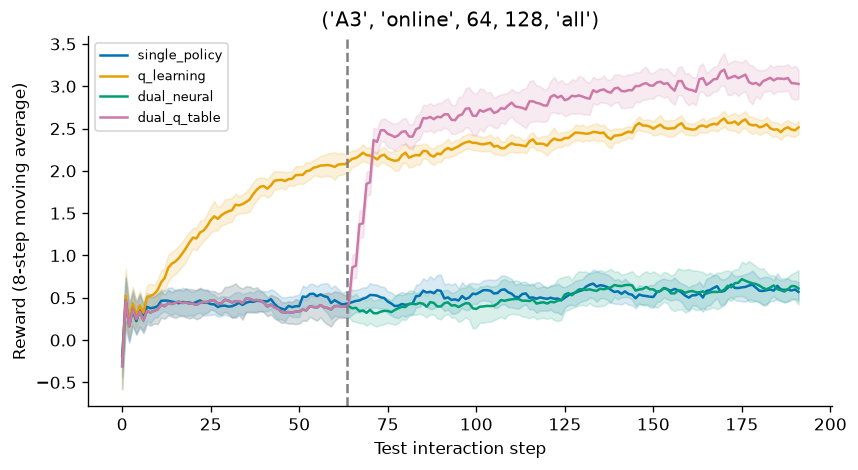 ('A3', 'online', 64, 128, 'all')
3.5
3.0
2.5
2.0
1.5
1.0
0.5
0.0
−0.5
Reward (8-step moving average)
single_policy
q_learning
dual_neural
dual_q_table
0 25 50 75 100 125 150 175 200
Test interaction step